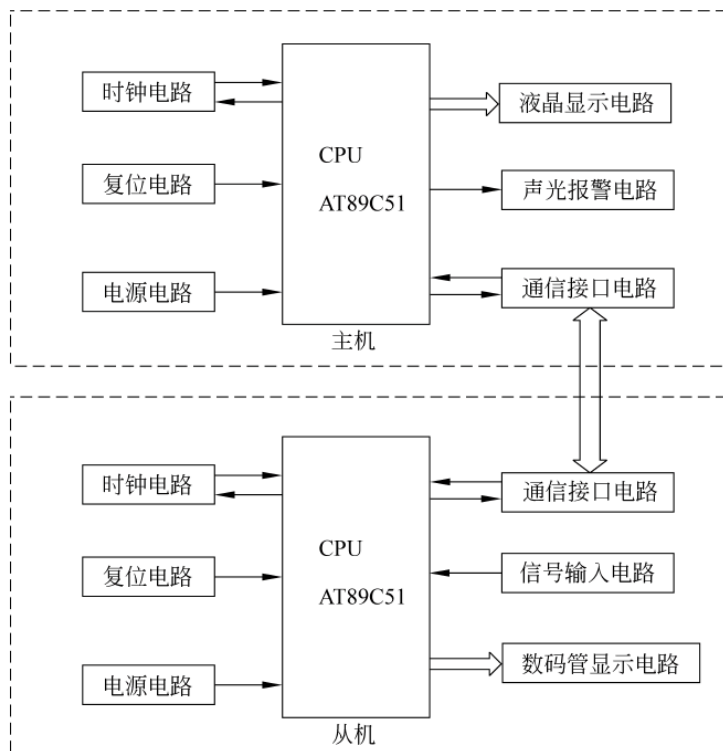 时钟电路
复位电路
电源电路
CPU
AT89C51
液晶显示电路
声光报警电路
通信接口电路
主机
时钟电路
复位电路
电源电路
CPU
AT89C51
通信接口电路
信号输入电路
数码管显示电路
从机